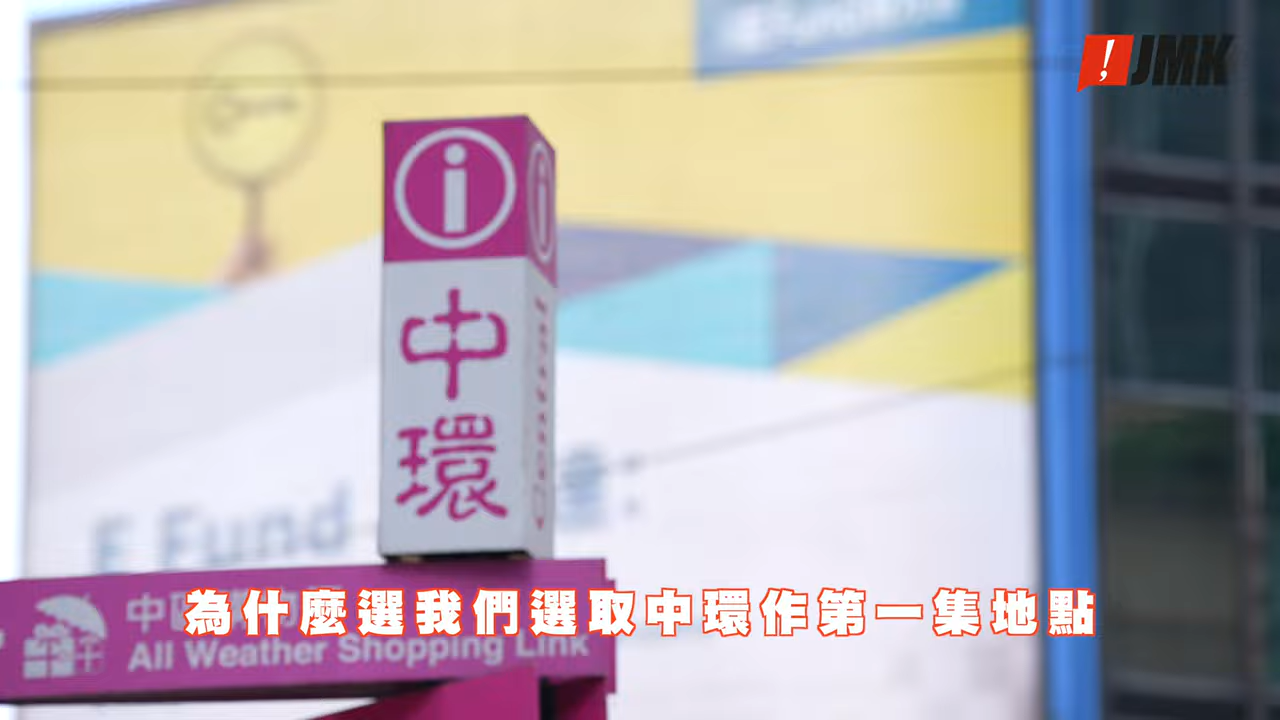 !JMK
i
中環
E Fund
為什麼選我們選取中環作第一集地點
All Weather Shopping Link